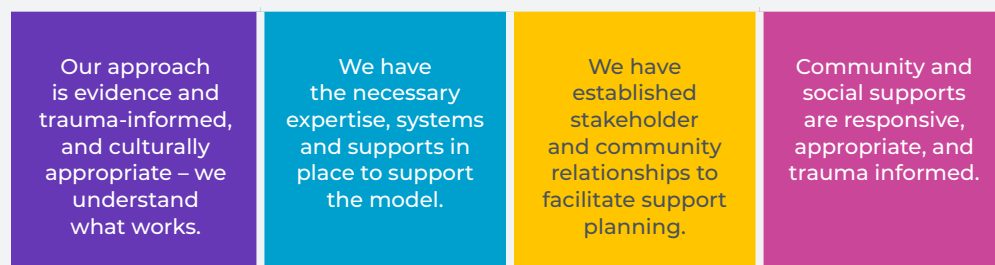 Our approach
is evidence and
trauma-informed,
and culturally
appropriate – we
understand
what works.
We have
the necessary
expertise, systems
and supports in
place to support
the model.
We have
established
stakeholder
and community
relationships to
facilitate support
planning.
Community and
social supports
are responsive,
appropriate, and
trauma informed.